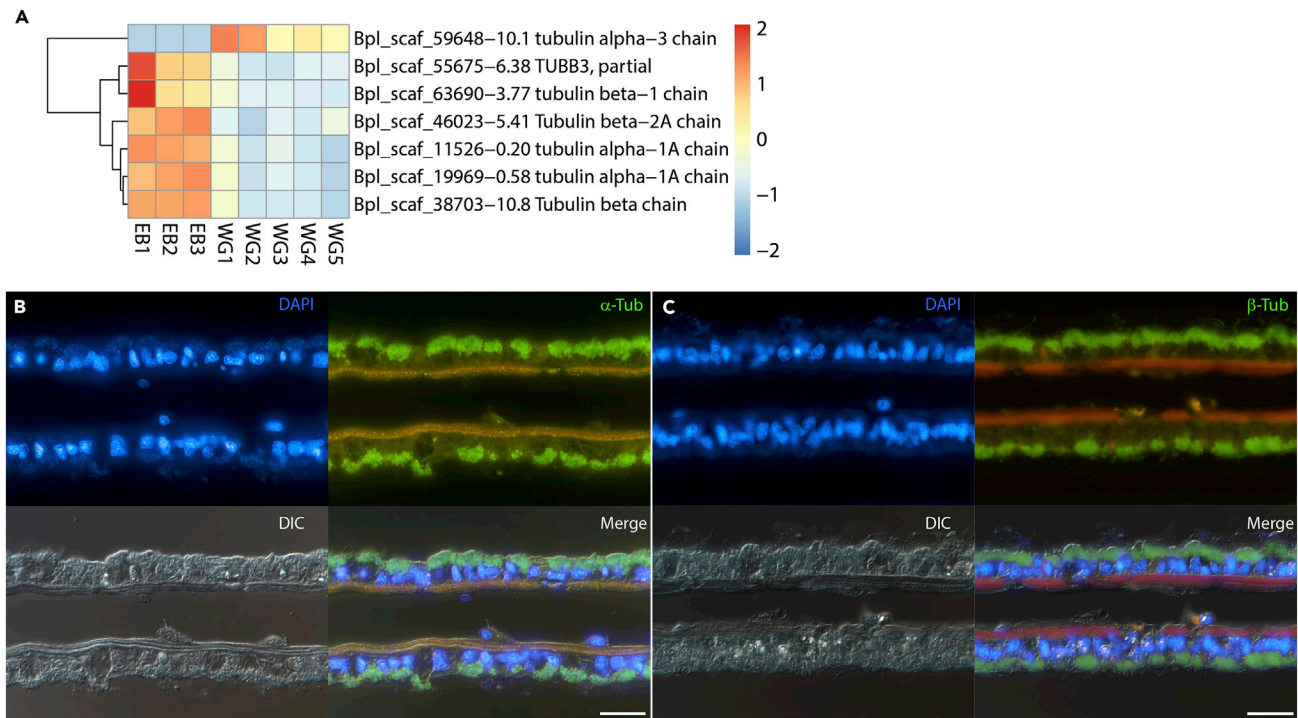 A
Bpl_scaf_59648−10.1 tubulin alpha−3 chain
Bpl_scaf_55675−6.38 TUBB3, partial
Bpl_scaf_63690−3.77 tubulin beta−1 chain
Bpl_scaf_46023−5.41 Tubulin beta−2A chain
Bpl_scaf_11526−0.20 tubulin alpha−1A chain
Bpl_scaf_19969−0.58 tubulin alpha−1A chain
Bpl_scaf_38703−10.8 Tubulin beta chain
2
1
0
−1
−2
EB1
EB2
EB3
WG1
WG2
WG3
WG4
WG5
B
DAPI
α-Tub
DIC
Merge
C
DAPI
β-Tub
DIC
Merge